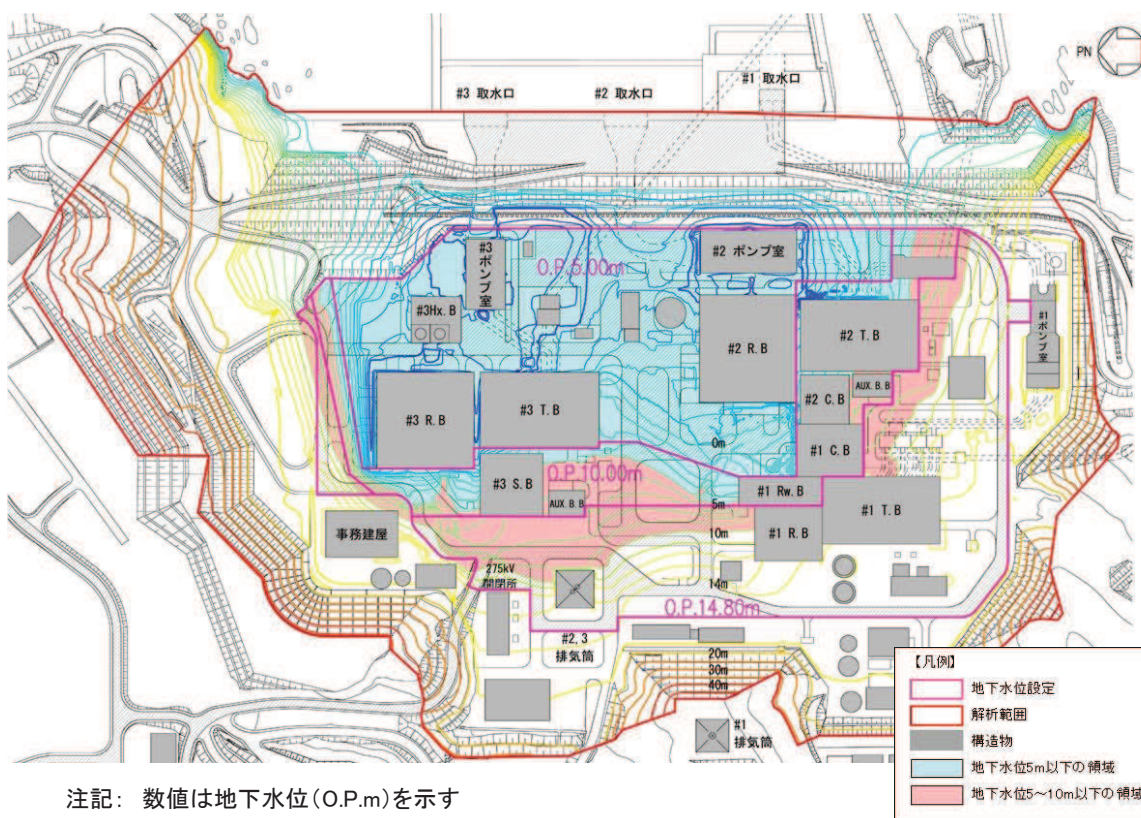 PN
#3 取水口
#2 取水口
#1 取水口
#3 ポンプ室
#2 ポンプ室
O.P.5.00m
#3Hx.B
#1 ポンプ室
#2 T.B
#2 R.B
#3 R.B
#3 T.B
#2 C.B
AUX.B.B
0m
#1 C.B
#3 S.B
O.P.10.00m
AUX.B.B
#1 Rw.B
5m
#1 T.B
事務建屋
10m
#1 R.B
275kV
開閉所
14m
O.P.14.80m
#2,3
排気筒
20m
30m
40m
#1
排気筒
【凡例】
地下水位設定
解析範囲
構造物
地下水位5m以下の領域
地下水位5~10m以下の領域
注記: 数値は地下水位(O.P.m)を示す